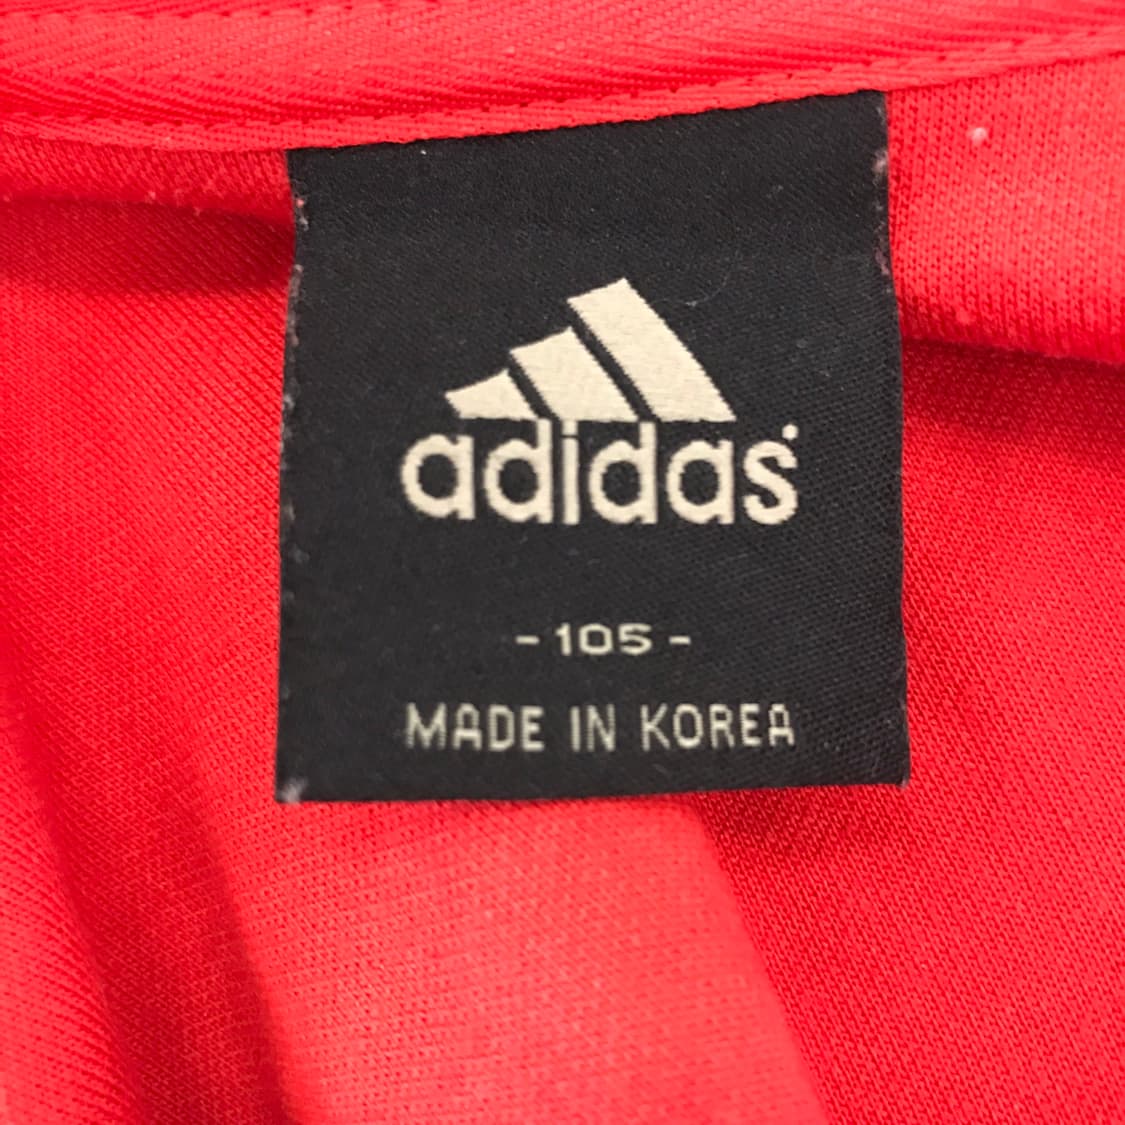 adidas
- 105 -
MADE IN KOREA